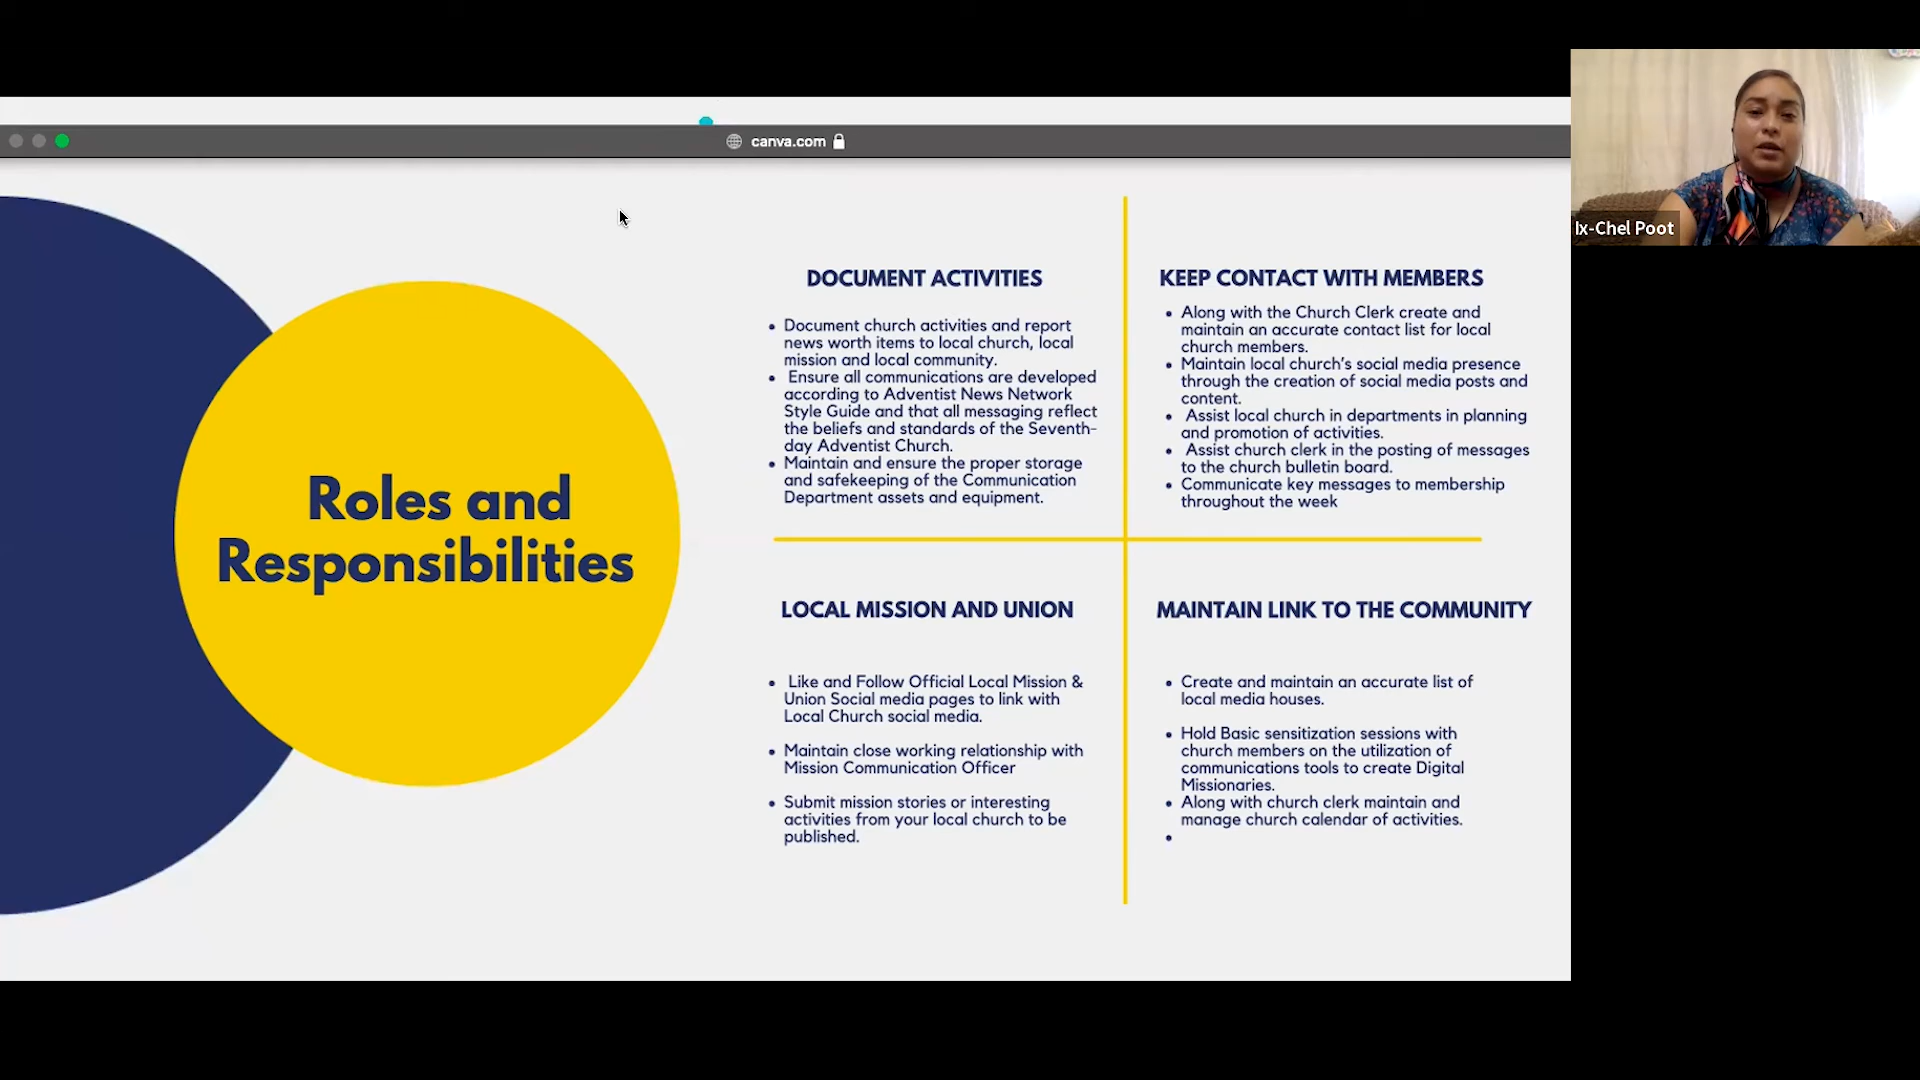 canva.com
Ix-Chel Poot
Roles and
Responsibilities
DOCUMENT ACTIVITIES
• Document church activities and report
news worth items to local church, local
mission and local community.
• Ensure all communications are developed
according to Adventist News Network
Style Guide and that all messaging reflect
the beliefs and standards of the Seventh-
day Adventist Church.
• Maintain and ensure the proper storage
and safekeeping of the Communication
Department assets and equipment.
KEEP CONTACT WITH MEMBERS
• Along with the Church Clerk create and
maintain an accurate contact list for local
church members.
• Maintain local church's social media presence
through the creation of social media posts and
content.
• Assist local church in departments in planning
and promotion of activities.
• Assist church clerk in the posting of messages
to the church bulletin board.
• Communicate key messages to membership
throughout the week
LOCAL MISSION AND UNION
• Like and Follow Official Local Mission &
Union Social media pages to link with
Local Church social media.
• Maintain close working relationship with
Mission Communication Officer
• Submit mission stories or interesting
activities from your local church to be
published.
MAINTAIN LINK TO THE COMMUNITY
• Create and maintain an accurate list of
local media houses.
• Hold Basic sensitization sessions with
church members on the utilization of
communications tools to create Digital
Missionaries.
• Along with church clerk maintain and
manage church calendar of activities.
•